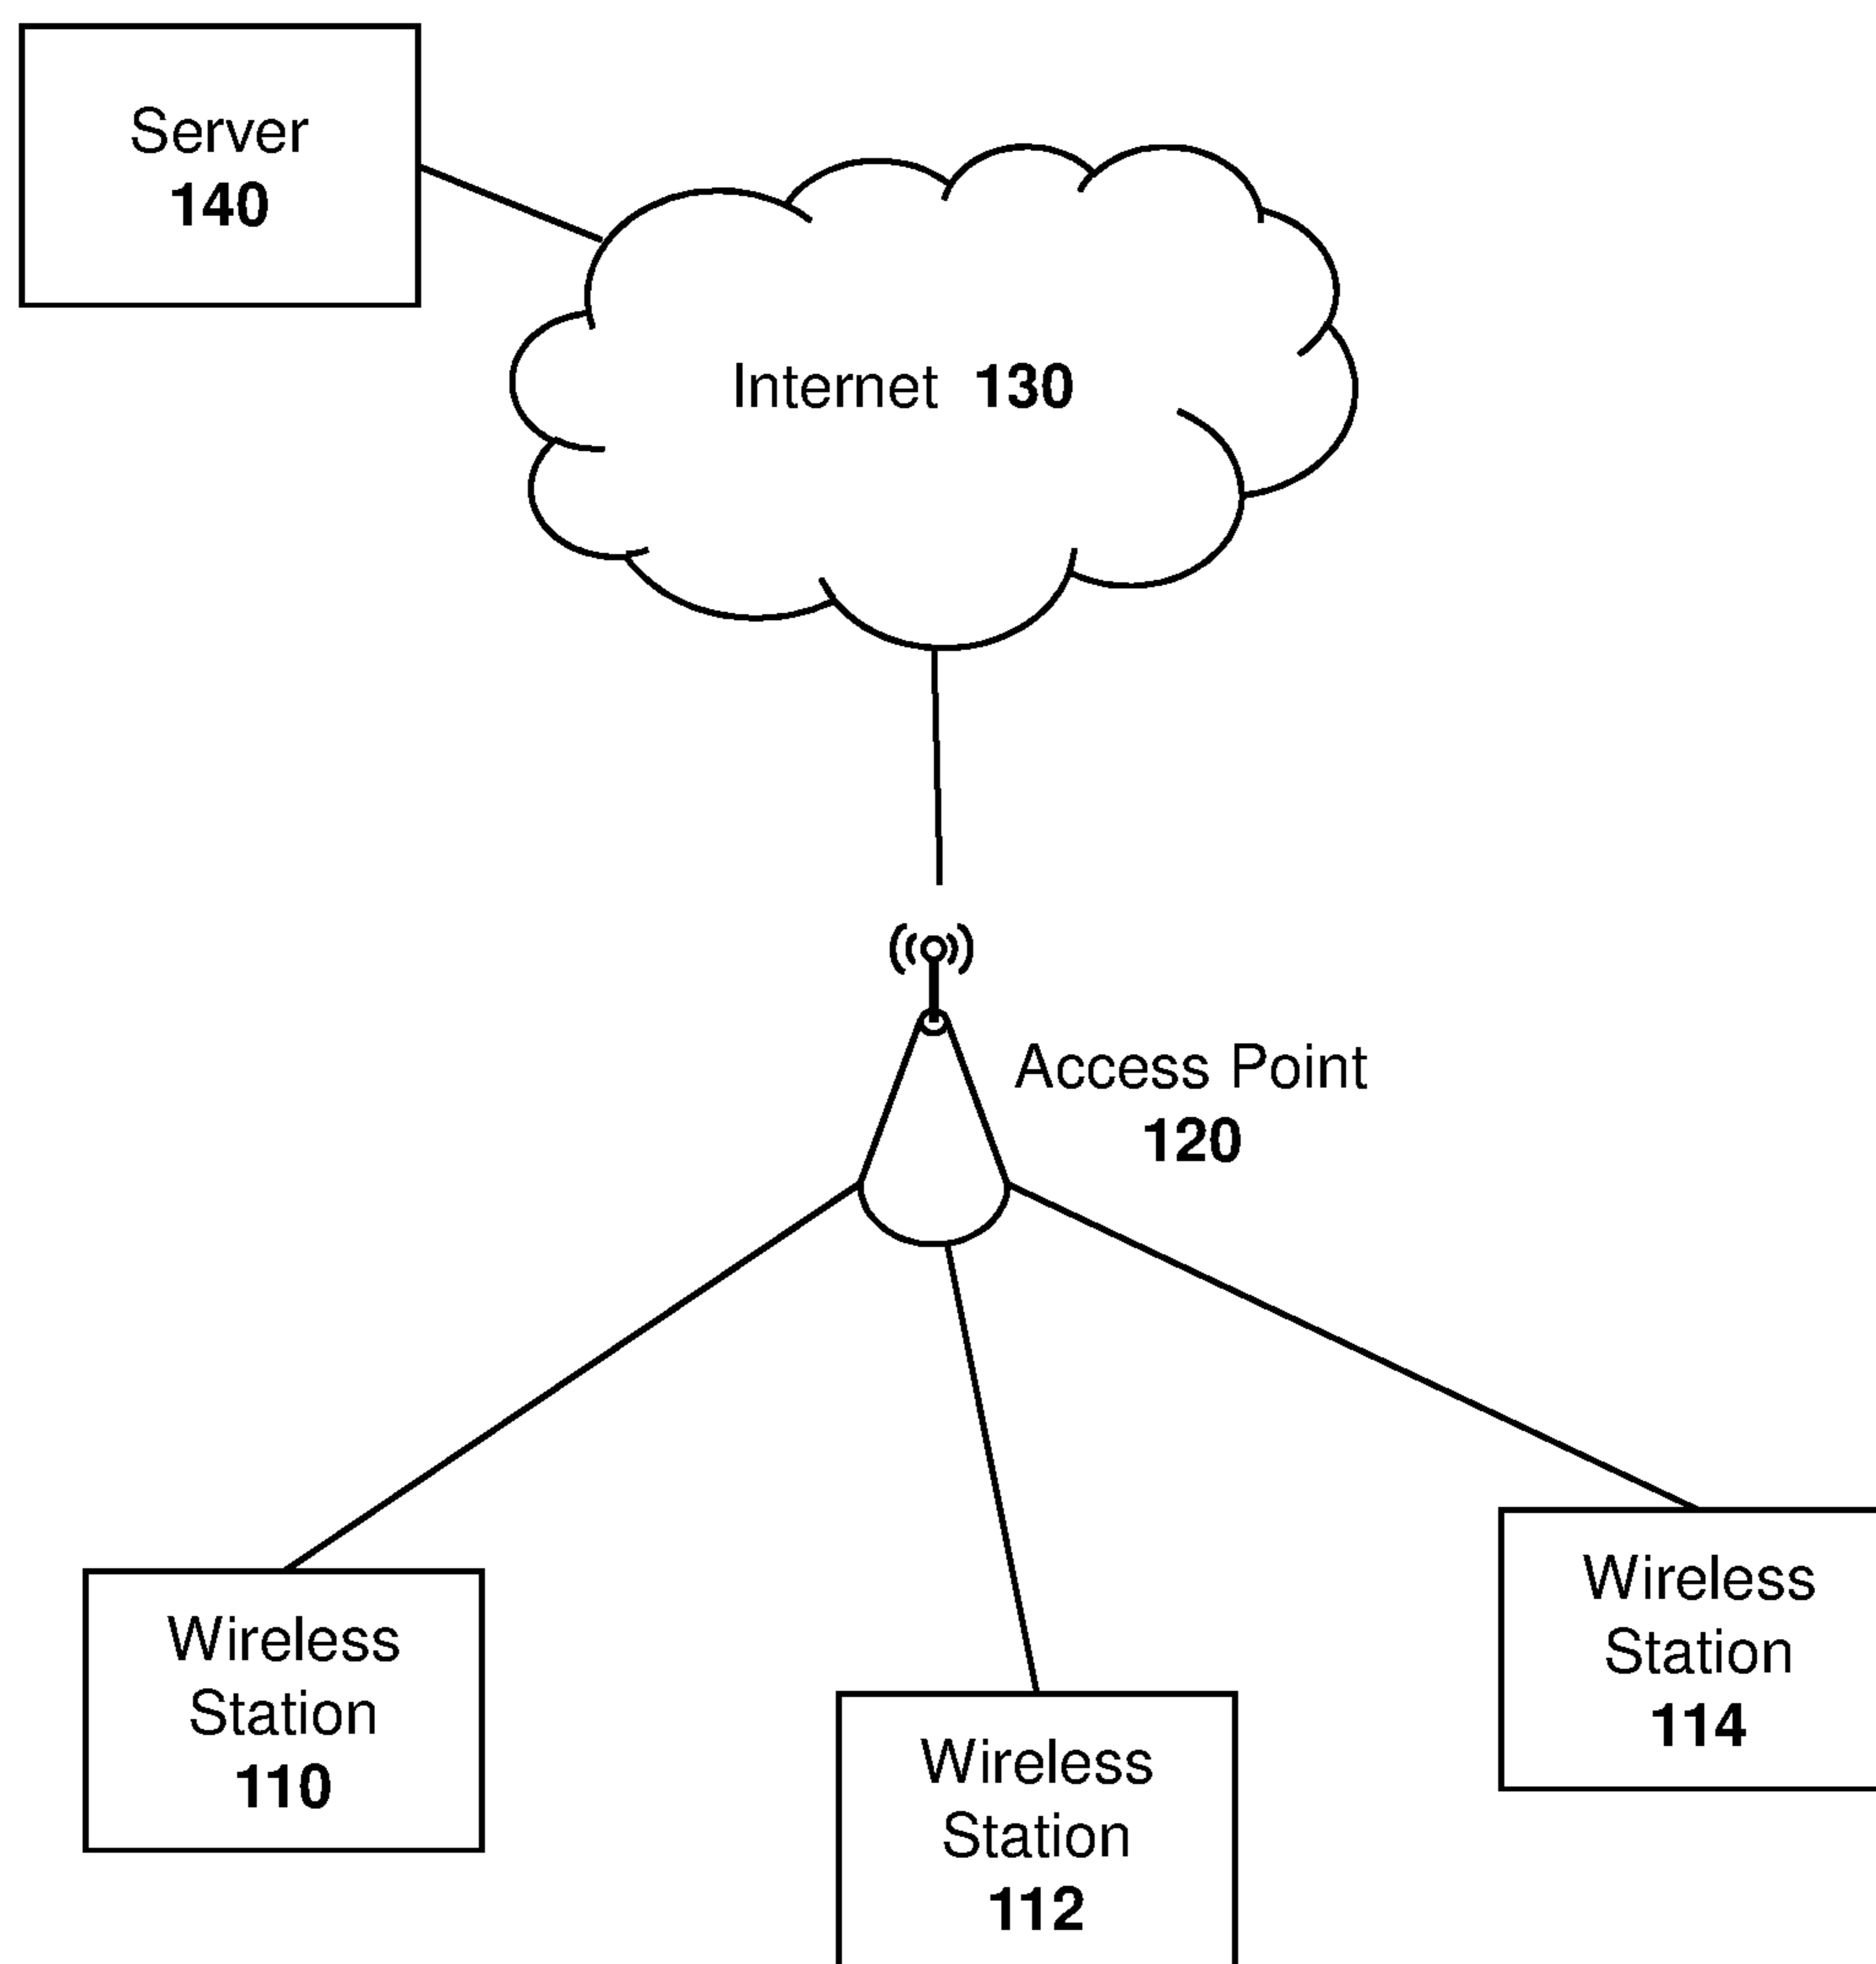 Server
140
Internet 130
Access Point
120
Wireless
Station
110
Wireless
Station
112
Wireless
Station
114